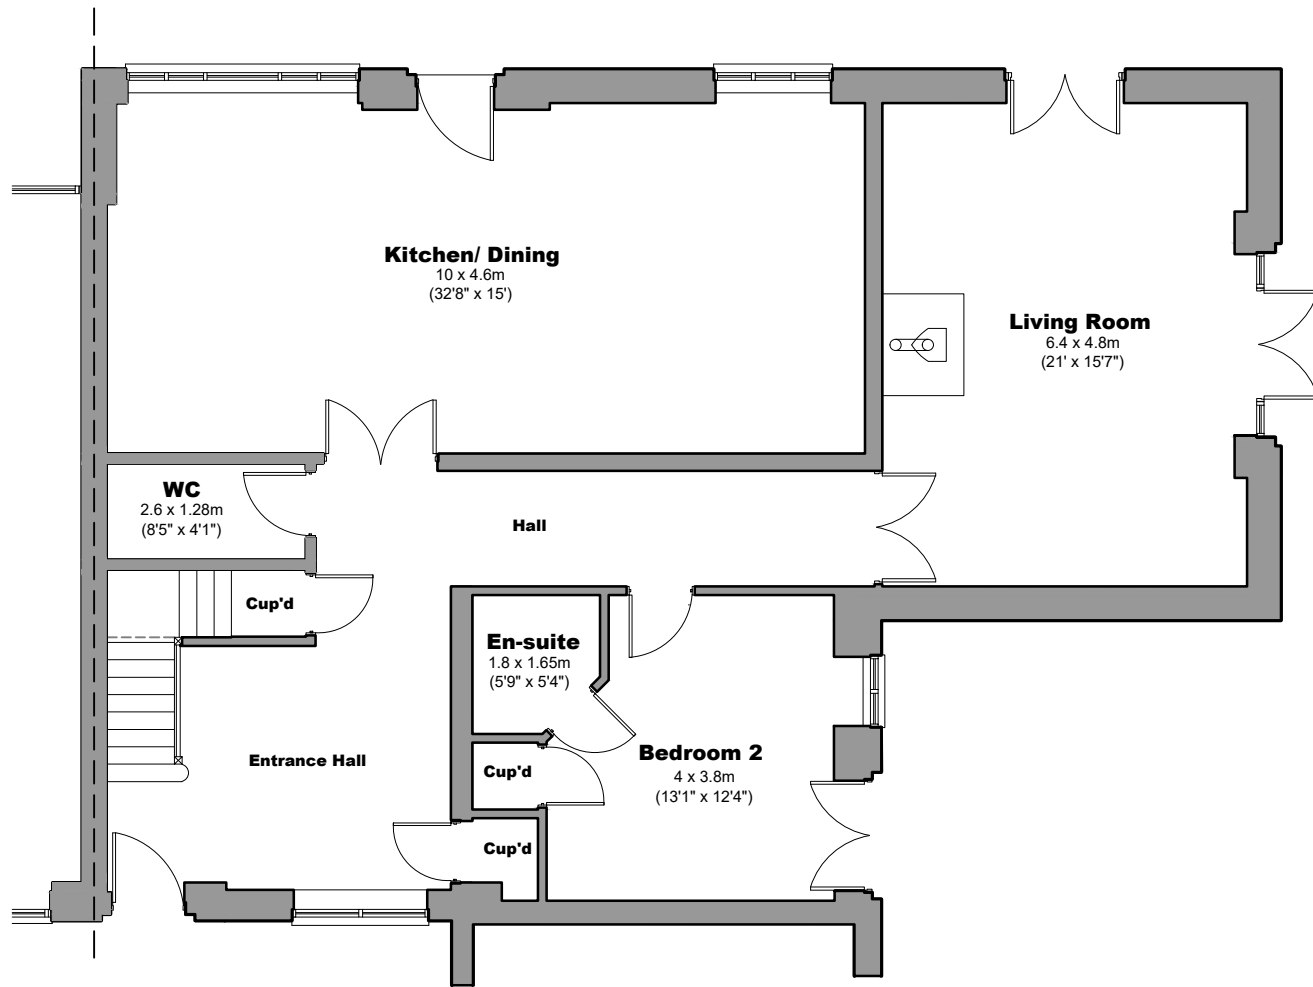 Kitchen/ Dining
10 x 4.6m
(32'8" x 15')
Living Room
6.4 x 4.8m
(21' x 15'7")
WC
2.6 x 1.28m
(8'5" x 4'1")
Hall
Cup'd
En-suite
1.8 x 1.65m
(5'9" x 5'4")
Entrance Hall
Bedroom 2
4 x 3.8m
(13'1" x 12'4")
Cup'd
Cup'd